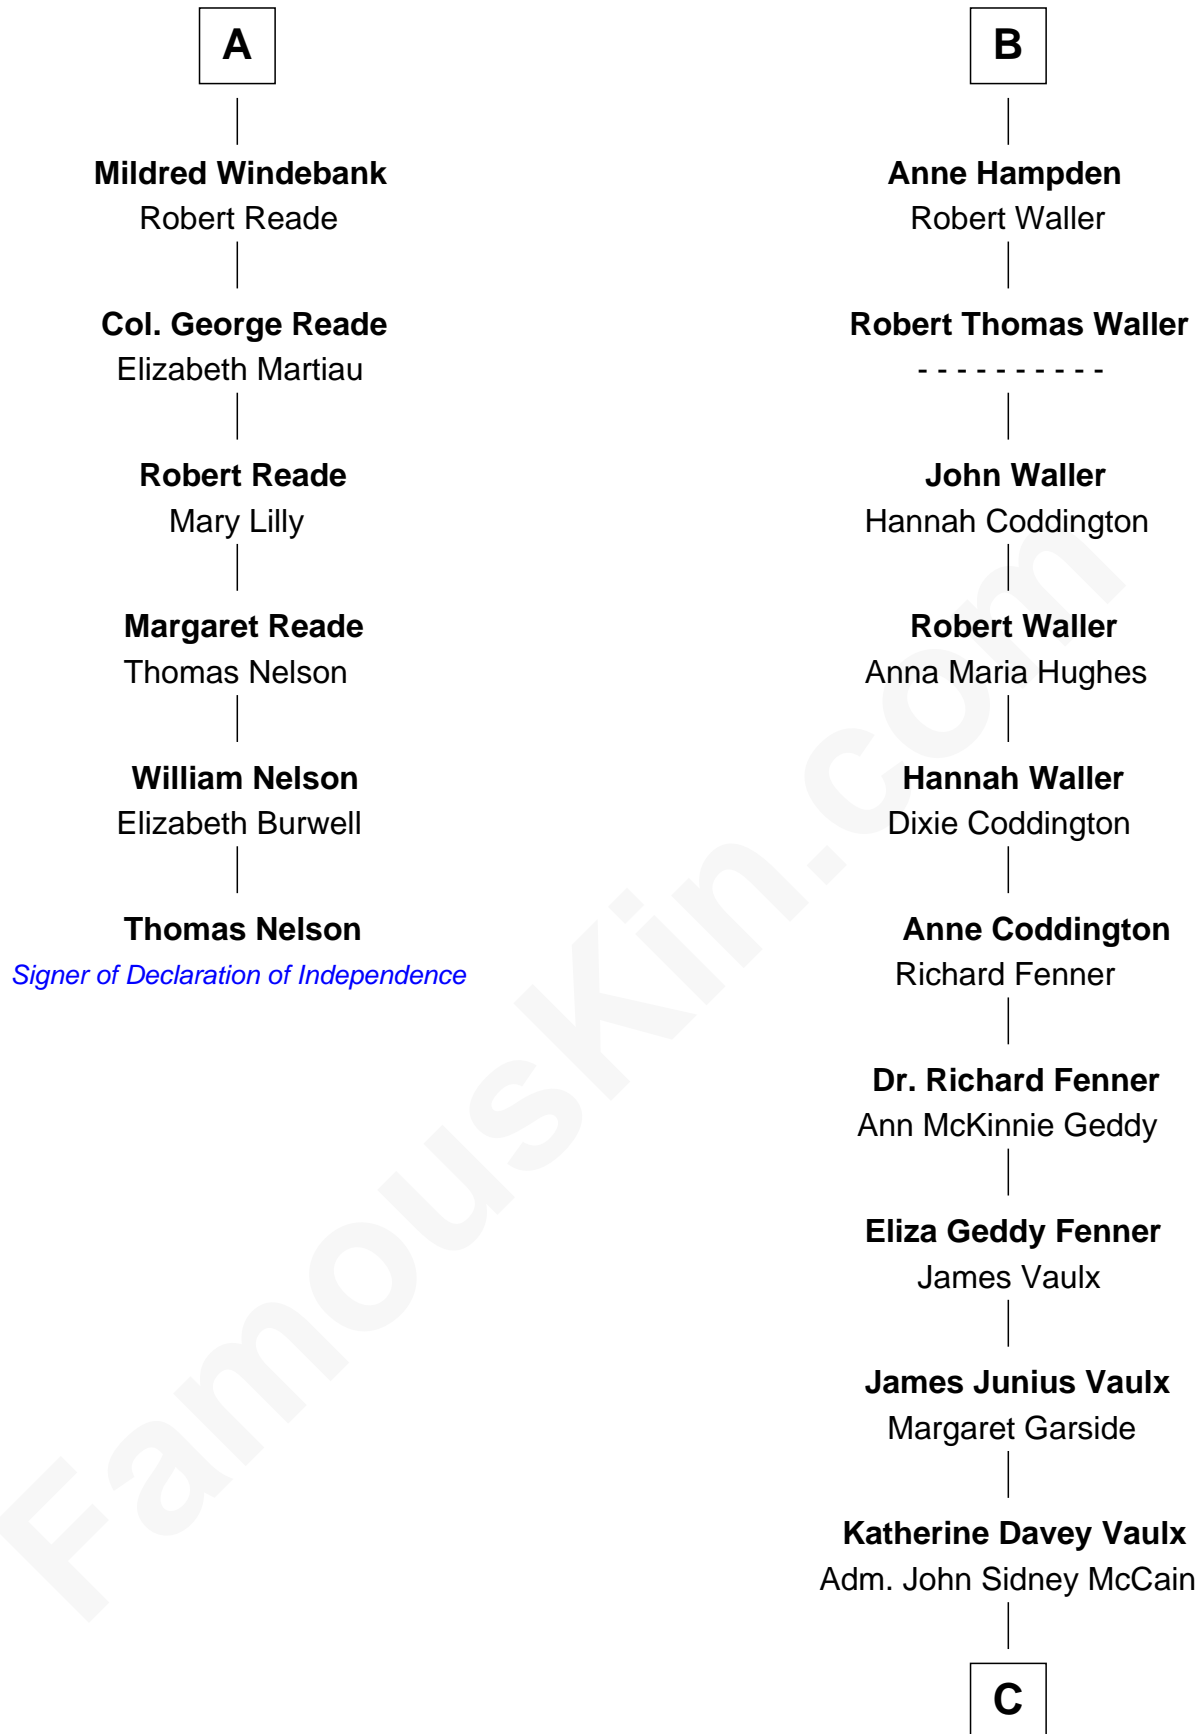 A
Mildred Windebank
Robert Reade
Col. George Reade
Elizabeth Martiau
Robert Reade
Mary Lilly
Margaret Reade
Thomas Nelson
William Nelson
Elizabeth Burwell
Thomas Nelson
Signer of Declaration of Independence
B
Anne Hampden
Robert Waller
Robert Thomas Waller
- - - - - - - - - -
John Waller
Hannah Coddington
Robert Waller
Anna Maria Hughes
Hannah Waller
Dixie Coddington
Anne Coddington
Richard Fenner
Dr. Richard Fenner
Ann McKinnie Geddy
Eliza Geddy Fenner
James Vaulx
James Junius Vaulx
Margaret Garside
Katherine Davey Vaulx
Adm. John Sidney McCain
C
FamousKin.com